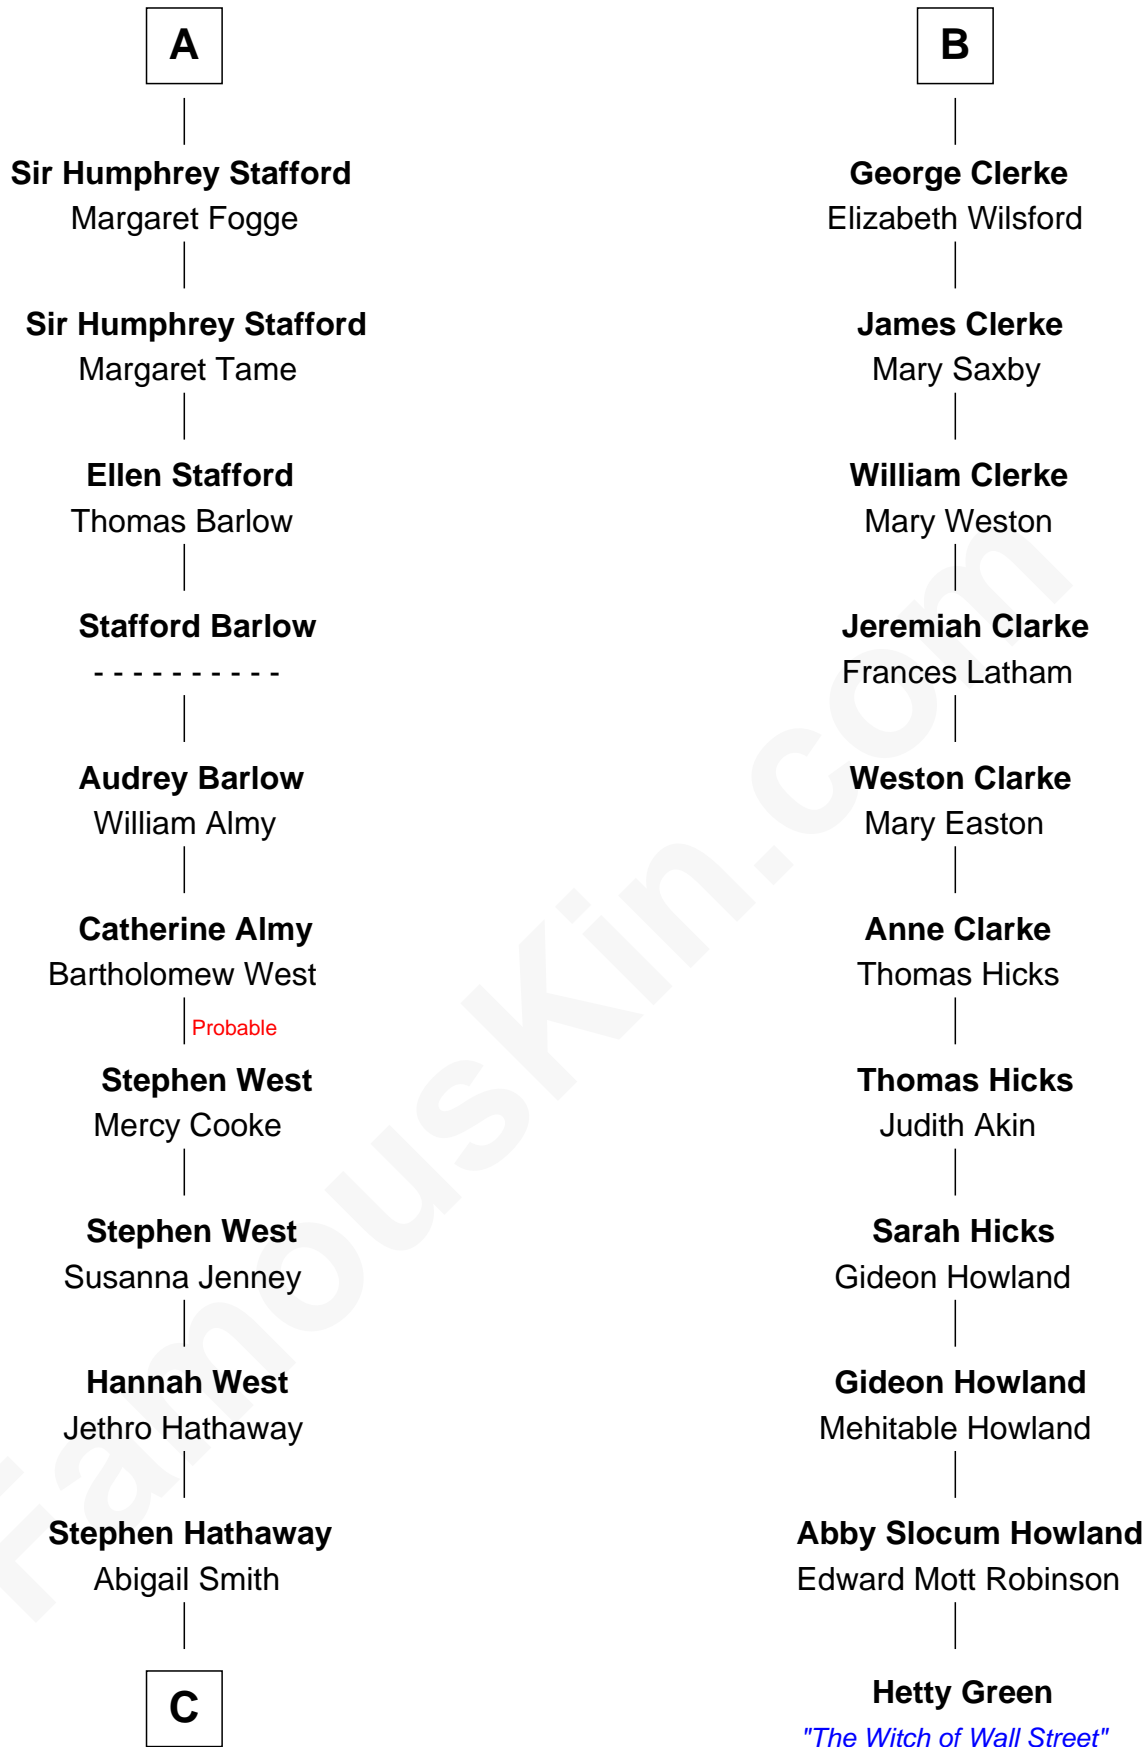 A
Sir Humphrey Stafford
Margaret Fogge
Sir Humphrey Stafford
Margaret Tame
Ellen Stafford
Thomas Barlow
Stafford Barlow
- - - - - - - - - -
Audrey Barlow
William Almy
Catherine Almy
Bartholomew West
Probable
Stephen West
Mercy Cooke
Stephen West
Susanna Jenney
Hannah West
Jethro Hathaway
Stephen Hathaway
Abigail Smith
C
B
George Clerke
Elizabeth Wilsford
James Clerke
Mary Saxby
William Clerke
Mary Weston
Jeremiah Clarke
Frances Latham
Weston Clarke
Mary Easton
Anne Clarke
Thomas Hicks
Thomas Hicks
Judith Akin
Sarah Hicks
Gideon Howland
Gideon Howland
Mehitable Howland
Abby Slocum Howland
Edward Mott Robinson
Hetty Green
"The Witch of Wall Street"
FamousKin.com